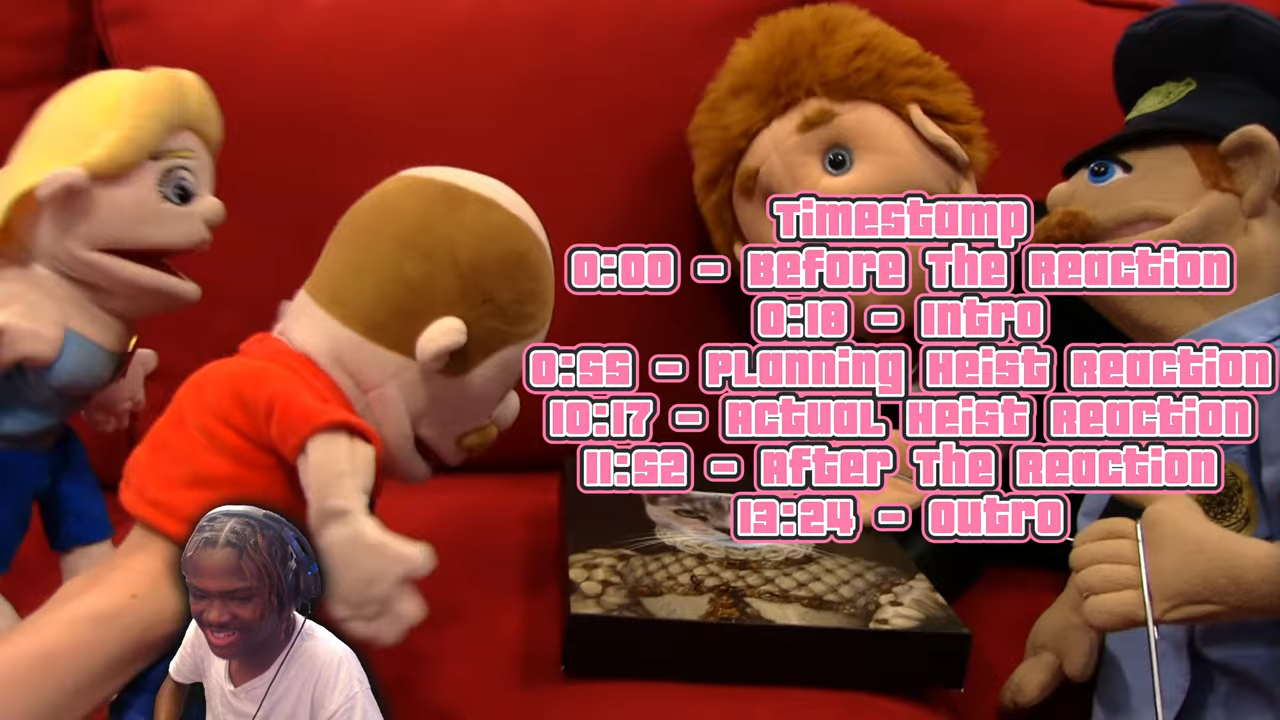 Timestamp
0:00 - Before The Reaction
0:18 - Intro
0:55 - Planning Heist Reaction
10:17 - Actual Heist Reaction
11:52 - After The Reaction
13:24 - Outro